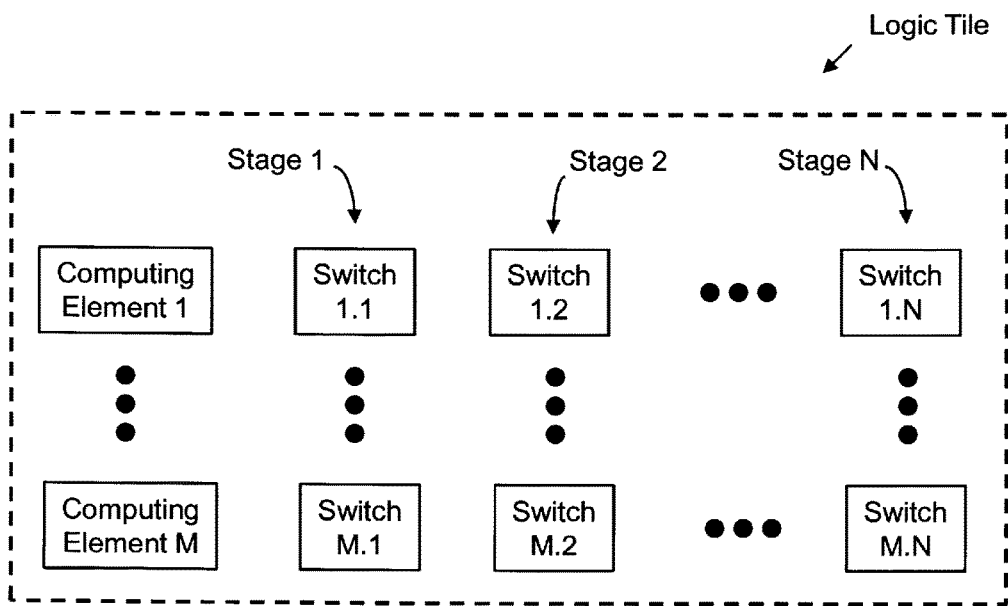 Logic Tile
Stage 1
Stage 2
Stage N
Computing
Element 1
Switch
1.1
Switch
1.2
Switch
1.N
Computing
Element M
Switch
M.1
Switch
M.2
Switch
M.N